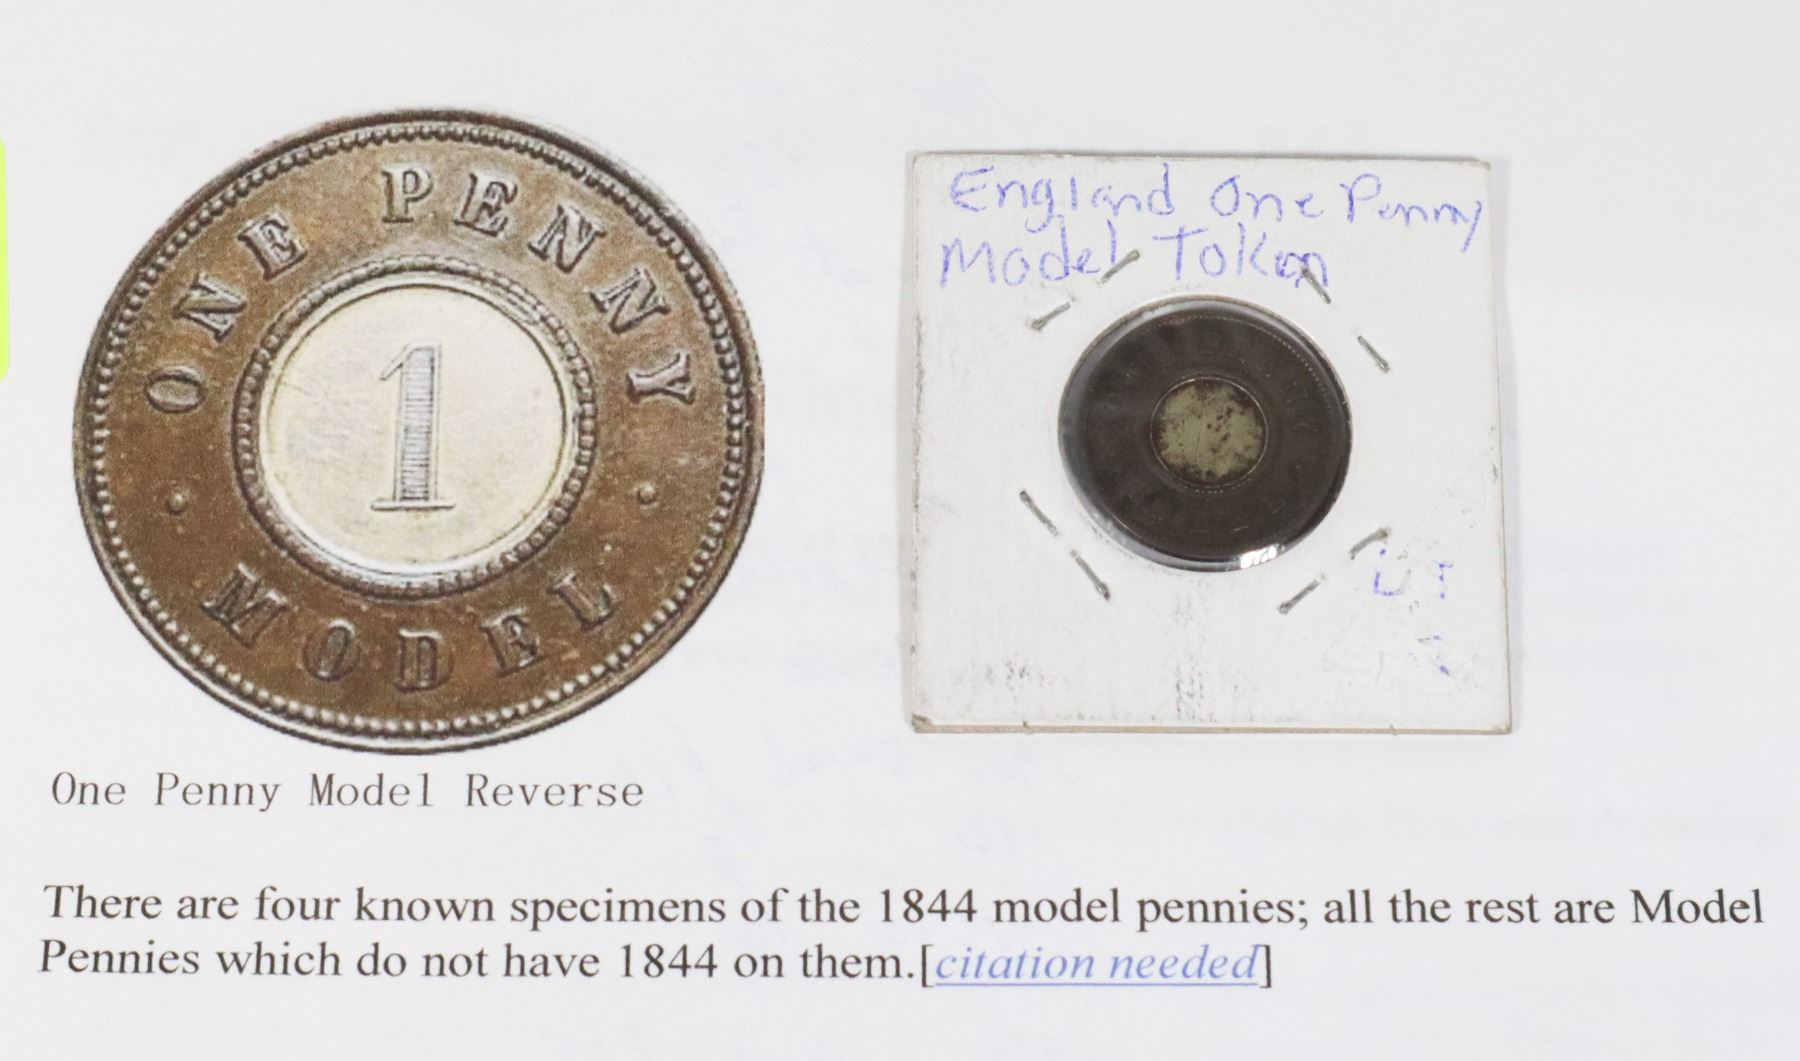 ONE PENNY
1
MODEL
One Penny Model Reverse
England One Penny
Model Token
There are four known specimens of the 1844 model pennies; all the rest are Model
Pennies which do not have 1844 on them.[citation needed]